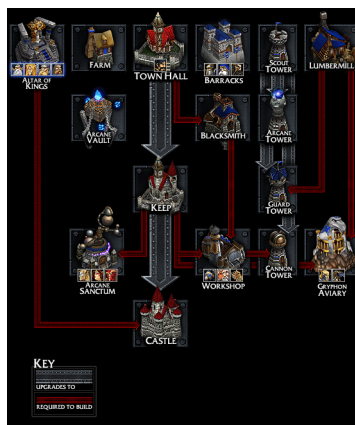 ALTAR OF
KINGS
FARM
TOWN HALL
BARRACKS
SCOUT
TOWER
LUMBERMILL
ARCANE
VAULT
BLACKSMITH
ARCANE
TOWER
KEEP
GUARD
TOWER
ARCANE
SANCTUM
WORKSHOP
CANNON
TOWER
GRYPHON
AVIARY
CASTLE
KEY
UPGRADES TO
REQUIRED TO BUILD